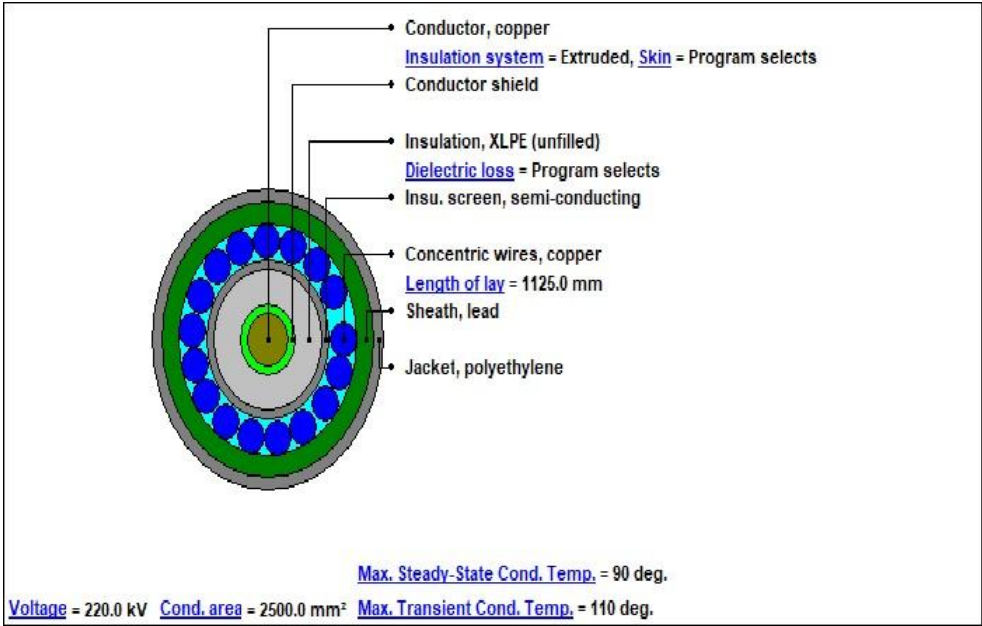 Conductor, copper
Insulation system = Extruded, Skin = Program selects
Conductor shield
Insulation, XLPE (unfilled)
Dielectric loss = Program selects
Insu. screen, semi-conducting
Concentric wires, copper
Length of lay = 1125.0 mm
Sheath, lead
Jacket, polyethylene
Max. Steady-State Cond. Temp. = 90 deg.
Voltage = 220.0 kV Cond. area = 2500.0 mm² Max. Transient Cond. Temp. = 110 deg.